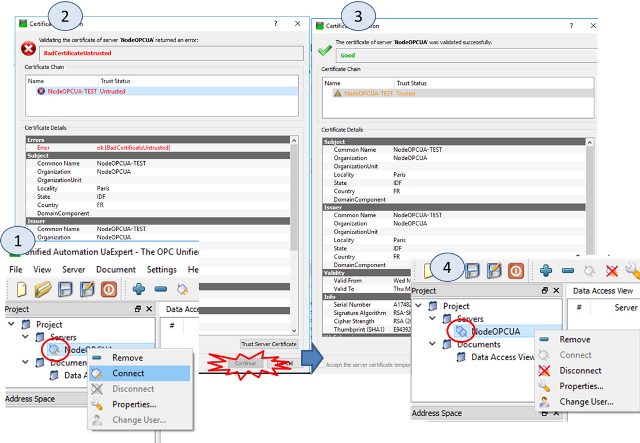 2
Certificate
Validating the certificate of server 'NodeOPCUA' returned an error:
BadCertificateUntrusted
Certificate Chain
Name Trust Status
NodeOPCUA-TEST Untrusted
Certificate Details
Errors
Error ok [BadCertificateUntrusted]
Subject
Common Name NodeOPCUA-TEST
Organization NodeOPCUA
OrganizationUnit
Locality Paris
State IDF
Country FR
DomainComponent
Issuer
Common Name NodeOPCUA-TEST
Organization NodeOPCUA
Trust Server Certificate
Continue
3
The certificate of server 'NodeOPCUA' was validated successfully.
Good
Certificate Chain
Name Trust Status
NodeOPCUA-TEST Trusted
Certificate Details
Subject
Common Name NodeOPCUA-TEST
Organization NodeOPCUA
OrganizationUnit
Locality Paris
State IDF
Country FR
DomainComponent
Issuer
Common Name NodeOPCUA-TEST
Organization NodeOPCUA
OrganizationUnit
Locality Paris
State IDF
Country FR
DomainComponent
Validity
Valid From Wed M
Valid To Thu M
Info
Serial Number A17482
Signature Algorithm RSA-SH
Cipher Strength RSA (2
Thumbprint (SHA1) E94392
Accept the server certificate tempor
1
Unified Automation UaExpert - The OPC Unifi
File View Server Document Settings He
Project Data Acces
Project #
Servers
NodeOPCUA
Documents
Data A
Address Space
Remove
Connect
Disconnect
Properties...
Change User...
4
Project Data Access View
Project # Server
Servers
NodeOPCUA
Documents
Data Access View
Address Space
Remove
Connect
Disconnect
Properties...
Change User...